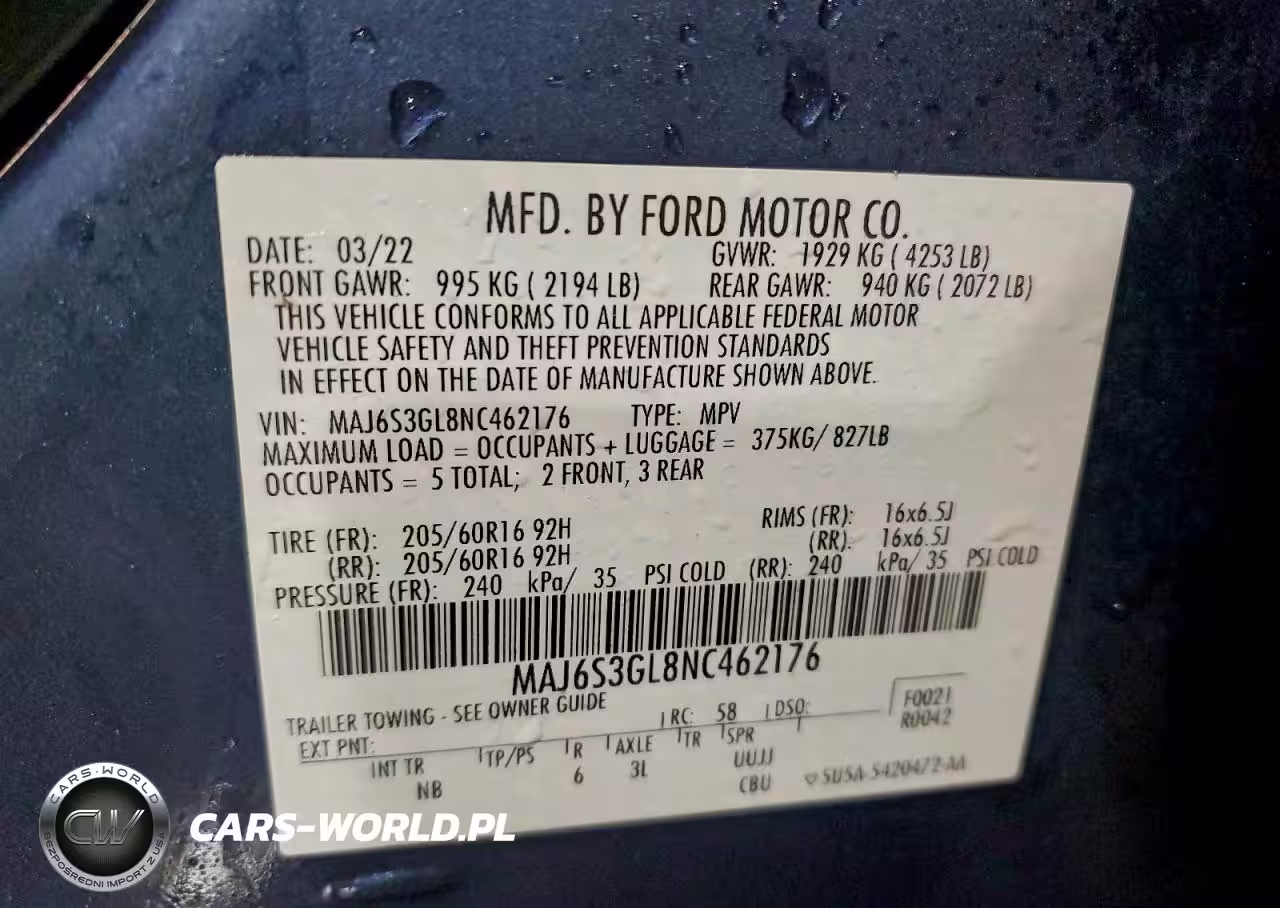 MFD. BY FORD MOTOR CO.
DATE: 03/22 GVWR: 1929 KG ( 4253 LB)
FRONT GAWR: 995 KG ( 2194 LB) REAR GAWR: 940 KG ( 2072 LB)
THIS VEHICLE CONFORMS TO ALL APPLICABLE FEDERAL MOTOR
VEHICLE SAFETY AND THEFT PREVENTION STANDARDS
IN EFFECT ON THE DATE OF MANUFACTURE SHOWN ABOVE.
VIN: MAJ6S3GL8NC462176 TYPE: MPV
MAXIMUM LOAD = OCCUPANTS + LUGGAGE = 375KG/ 827LB
OCCUPANTS = 5 TOTAL; 2 FRONT, 3 REAR
TIRE (FR): 205/60R16 92H RIMS (FR): 16x6.5J
(RR): 205/60R16 92H (RR): 16x6.5J
PRESSURE (FR): 240 kPa/ 35 PSI COLD (RR): 240 kPa/ 35 PSI COLD
MAJ6S3GL8NC462176
TRAILER TOWING - SEE OWNER GUIDE
EXT PNT: RC: 58 DSO: F0021
R0042
INT TR TP/PS R AXLE TR SPR
NB 6 3L UUJJ
CBU
CARS-WORLD
CW
BEZPOŚREDNI IMPORT Z USA
CARS-WORLD.PL